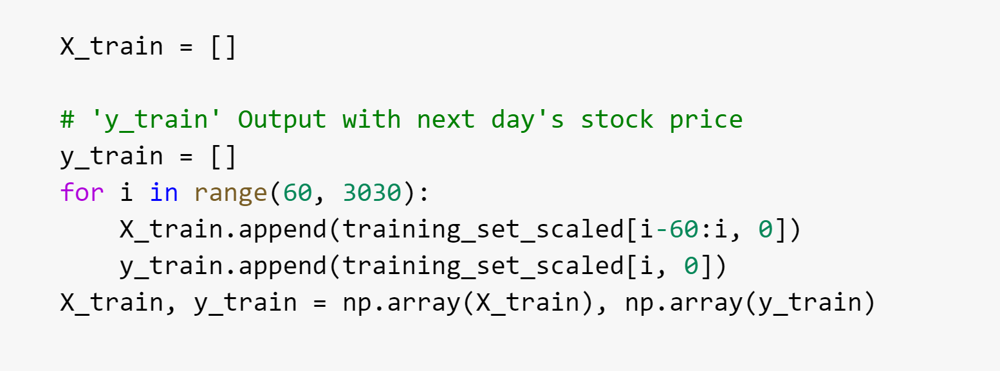 X_train = []
# 'y_train' Output with next day's stock price
y_train = []
for i in range(60, 3030):
    X_train.append(training_set_scaled[i-60:i, 0])
    y_train.append(training_set_scaled[i, 0])
X_train, y_train = np.array(X_train), np.array(y_train)